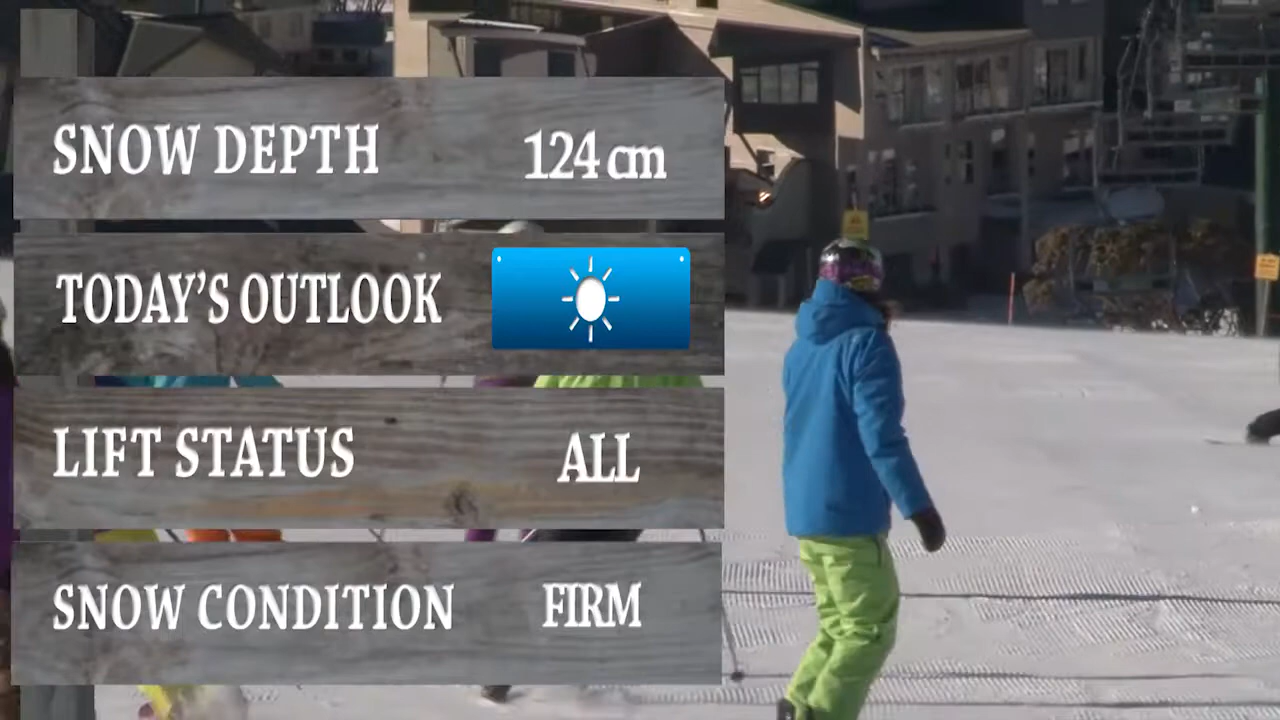 SNOW DEPTH 124 cm
TODAY'S OUTLOOK
LIFT STATUS ALL
SNOW CONDITION FIRM